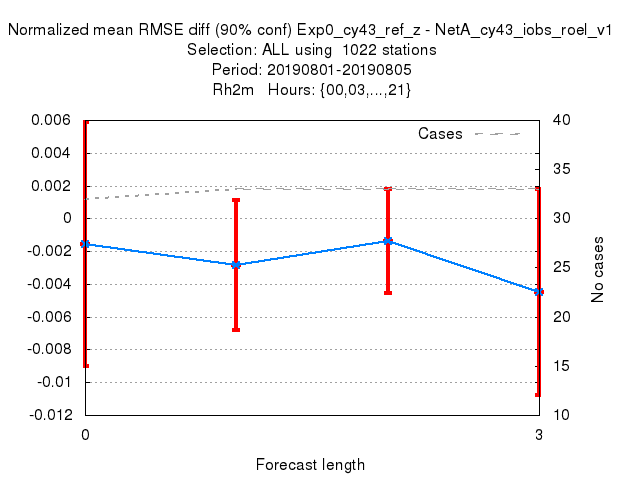 Normalized mean RMSE diff (90% conf) Exp0_cy43_ref_z - NetA_cy43_iobs_roel_v1
Selection: ALL using  1022 stations
Period: 20190801-20190805
Rh2m   Hours: {00,03,...,21}
Cases
0.006
0.004
0.002
0
-0.002
-0.004
-0.006
-0.008
-0.01
-0.012
40
35
30
25
20
15
10
No cases
0
3
Forecast length